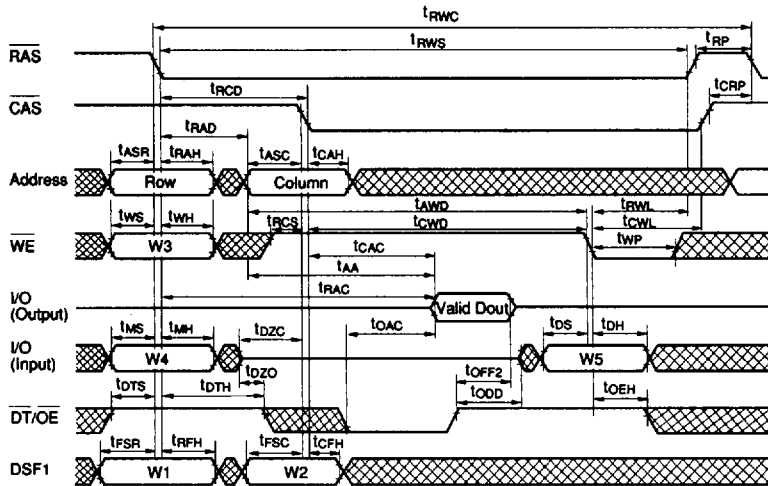 tRWC
tRWS tRP
RAS
tRCD tCRP
CAS
tRAD
tASR tRAH tASC tCAH
Address Row Column
tAWD tRWL
tWS tWH tRCS tCWD tCWL
WE W3 tCAC tWP
tAA
tRAC
I/O
(Output) Valid Dout
tMS tMH tDZC tOAC tDS tDH
I/O
(Input) W4 W5
tDZO tOFF2
tDTS tDTH tODD tOEH
DT/OE
tFSR tRFH tFSC tCFH
DSF1 W1 W2